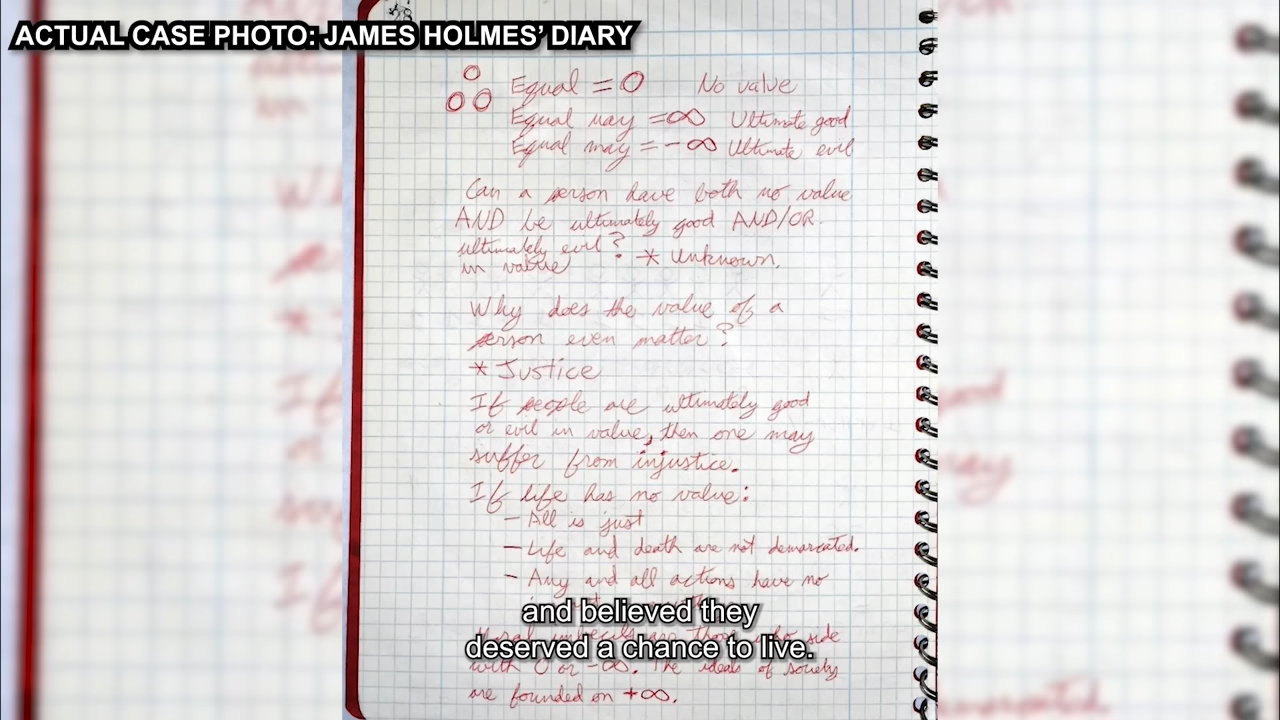 ACTUAL CASE PHOTO: JAMES HOLMES' DIARY
Equal = 0 No value
Equal may = ∞ Ultimate good
Equal may = -∞ Ultimate evil
Can a person have both no value
AND be ultimately good AND/OR
ultimately evil? * Unknown.
in value
Why does the value of a
person even matter?
* Justice
If people are ultimately good
or evil in value, then one may
suffer from injustice.
If life has no value:
- All is just
- Life and death are not demarcated.
- Any and all actions have no
and believed they
are those who side
deserved a chance to live.
with 0 or -∞. The ideals of society
are founded on +∞.